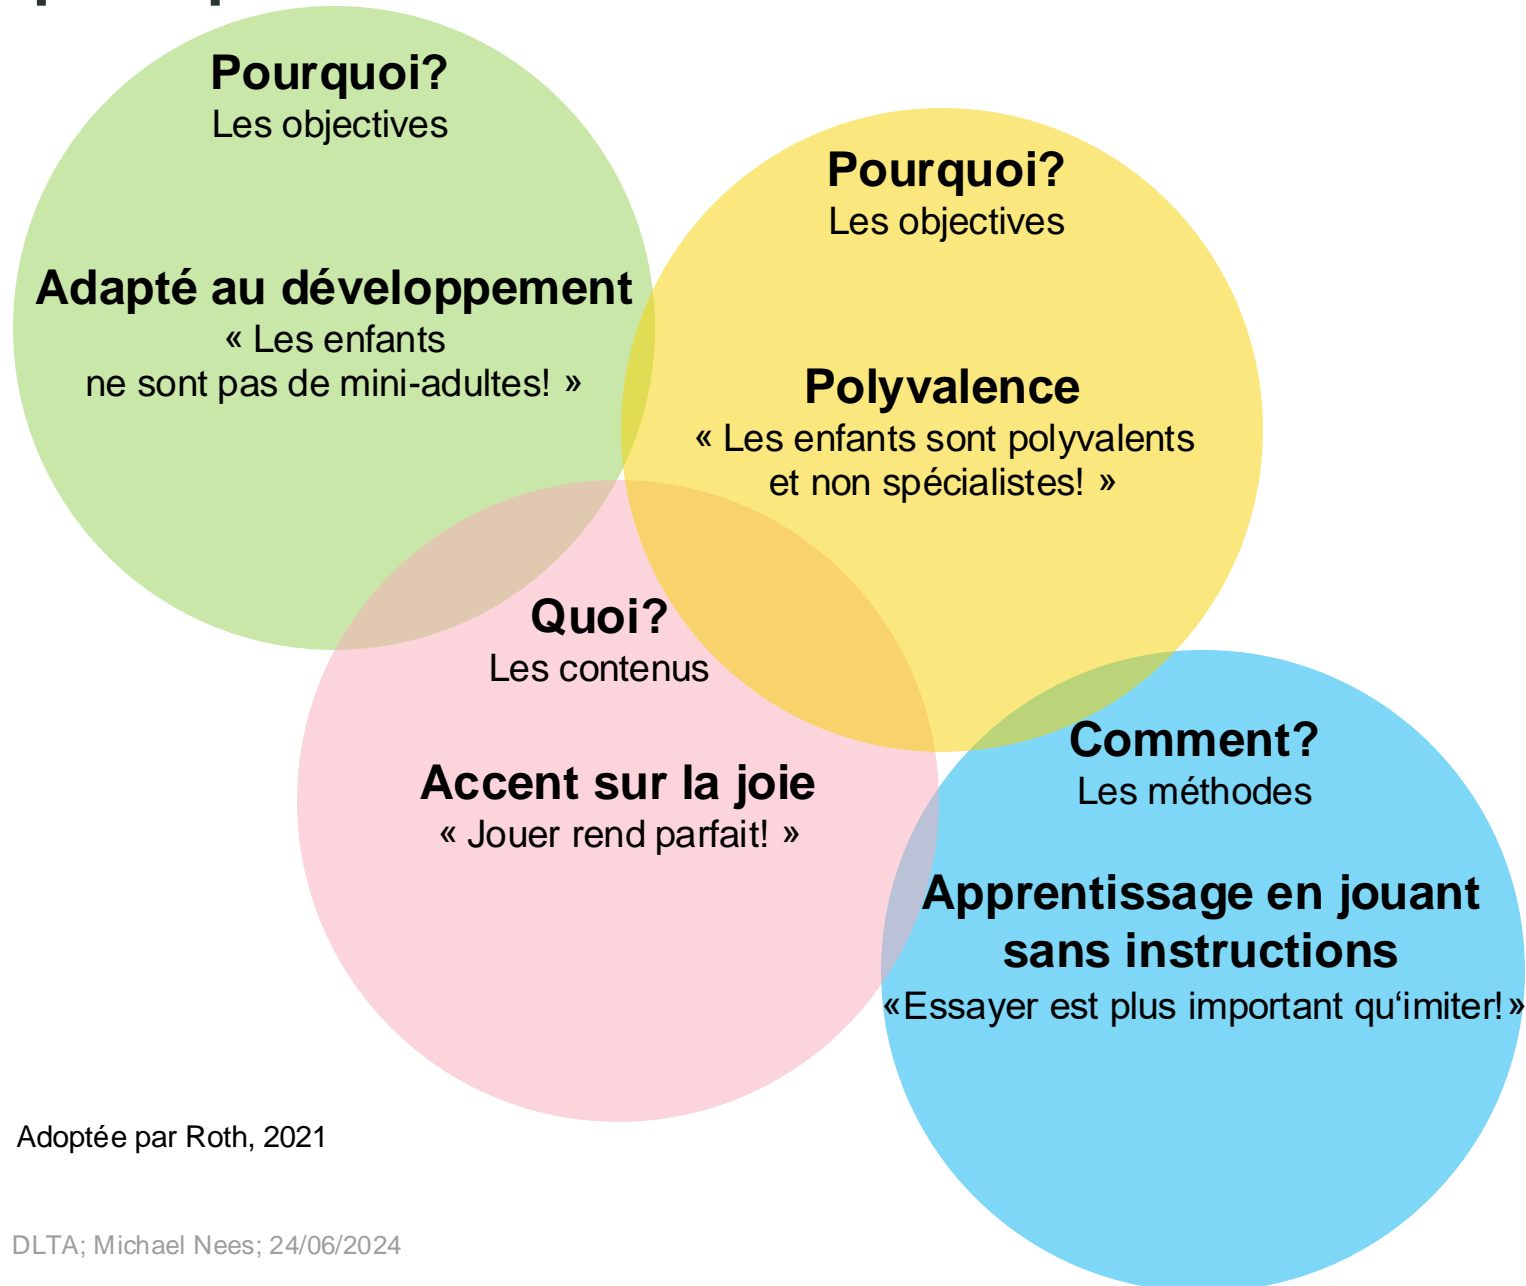 Pourquoi?
Les objectives
Adapté au développement
« Les enfants
ne sont pas de mini-adultes! »
Pourquoi?
Les objectives
Polyvalence
« Les enfants sont polyvalents
et non spécialistes! »
Quoi?
Les contenus
Accent sur la joie
« Jouer rend parfait! »
Comment?
Les méthodes
Apprentissage en jouant
sans instructions
«Essayer est plus important qu‘imiter!»
Adoptée par Roth, 2021
DLTA; Michael Nees; 24/06/2024